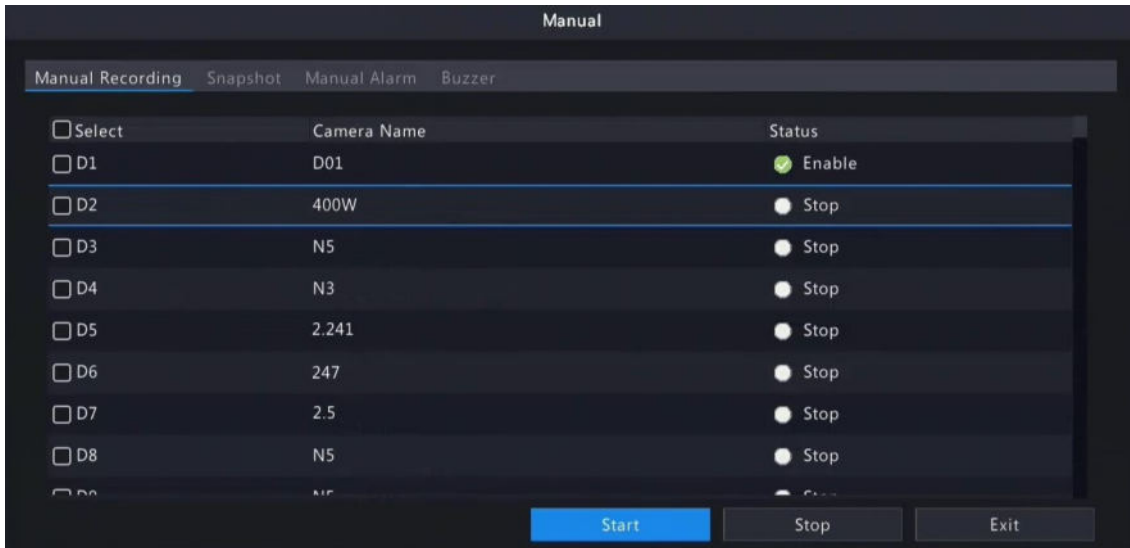 Manual
Manual Recording Snapshot Manual Alarm Buzzer
Select Camera Name Status
D1 D01 Enable
D2 400W Stop
D3 N5 Stop
D4 N3 Stop
D5 2.241 Stop
D6 247 Stop
D7 2.5 Stop
D8 N5 Stop
Start Stop Exit